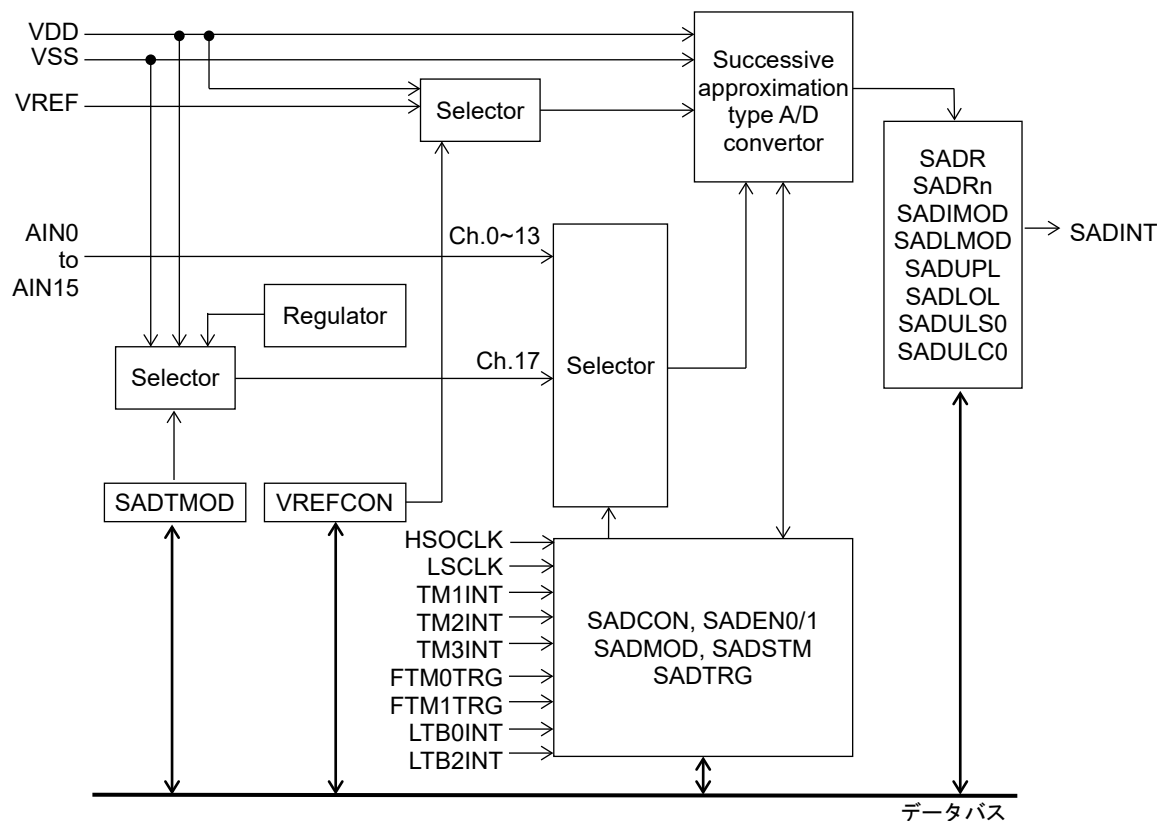 VDD
VSS
VREF
Selector
Successive
approximation
type A/D
convertor
SADR
SADRn
SADIMOD
SADLMOD
SADUPL
SADLOL
SADULS0
SADULC0
SADINT
AIN0
to
AIN15
Ch.0~13
Regulator
Selector
Ch.17
Selector
SADTMOD
VREFCON
HSOCLK
LSCLK
TM1INT
TM2INT
TM3INT
FTM0TRG
FTM1TRG
LTB0INT
LTB2INT
SADCON, SADEN0/1
SADMOD, SADSTM
SADTRG
データバス